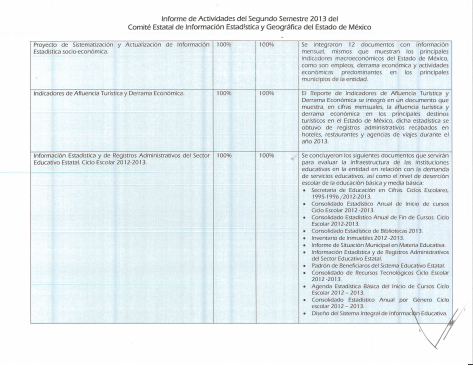 Informe de Actividades del Segundo Semestre 2013 del
Comité Estatal de Información Estadística y Geográfica del Estado de México
Proyecto de Sistematización y Actualización de Información
Estadística socio-económica.
100%
100%
Se integraron 12 documentos con información
mensual, mismos que muestran los principales
indicadores macroeconómicos del Estado de México,
como son empleos, derrama económica y actividades
económicas predominantes en los principales
municipios de la entidad.
Indicadores de Afluencia Turística y Derrama Económica.
100%
100%
El Reporte de Indicadores de Afluencia Turística y
Derrama Económica se integró en un documento que
muestra, en cifras mensuales, la afluencia turística y
derrama económica en los principales destinos
turísticos en el Estado de México, dicha estadística se
obtuvo de registros administrativos recabados en
hoteles, restaurantes y agencias de viajes durante el
año 2013.
Información Estadística y de Registros Administrativos del Sector
Educativo Estatal. Ciclo Escolar 2012-2013.
100%
100%
Se concluyeron los siguientes documentos que servirán
para evaluar la infraestructura de las instituciones
educativas en la entidad en relación con la demanda
de servicios educativos, así como el nivel de deserción
escolar de la educación básica y media básica:
• Secretaría de Educación en Cifras. Ciclos Escolares,
1995-1996 /2012-2013.
• Consolidado Estadístico Anual de Inicio de cursos
Ciclo Escolar 2012 -2013.
• Consolidado Estadístico Anual de Fin de Cursos. Ciclo
Escolar 2012-2013.
• Consolidado Estadístico de Bibliotecas 2013.
• Inventario de Inmuebles 2012 -2013.
• Informe de Situación Municipal en Materia Educativa.
• Información Estadística y de Registros Administrativos
del Sector Educativo Estatal.
• Padrón de Beneficiarios del Sistema Educativo Estatal.
• Consolidado de Recursos Tecnológicos Ciclo Escolar
2012 -2013.
• Agenda Estadística Básica del Inicio de Cursos Ciclo
Escolar 2012 – 2013.
• Consolidado Estadístico Anual por Género Ciclo
escolar 2012 – 2013.
• Diseño del Sistema Integral de Información Educativa.